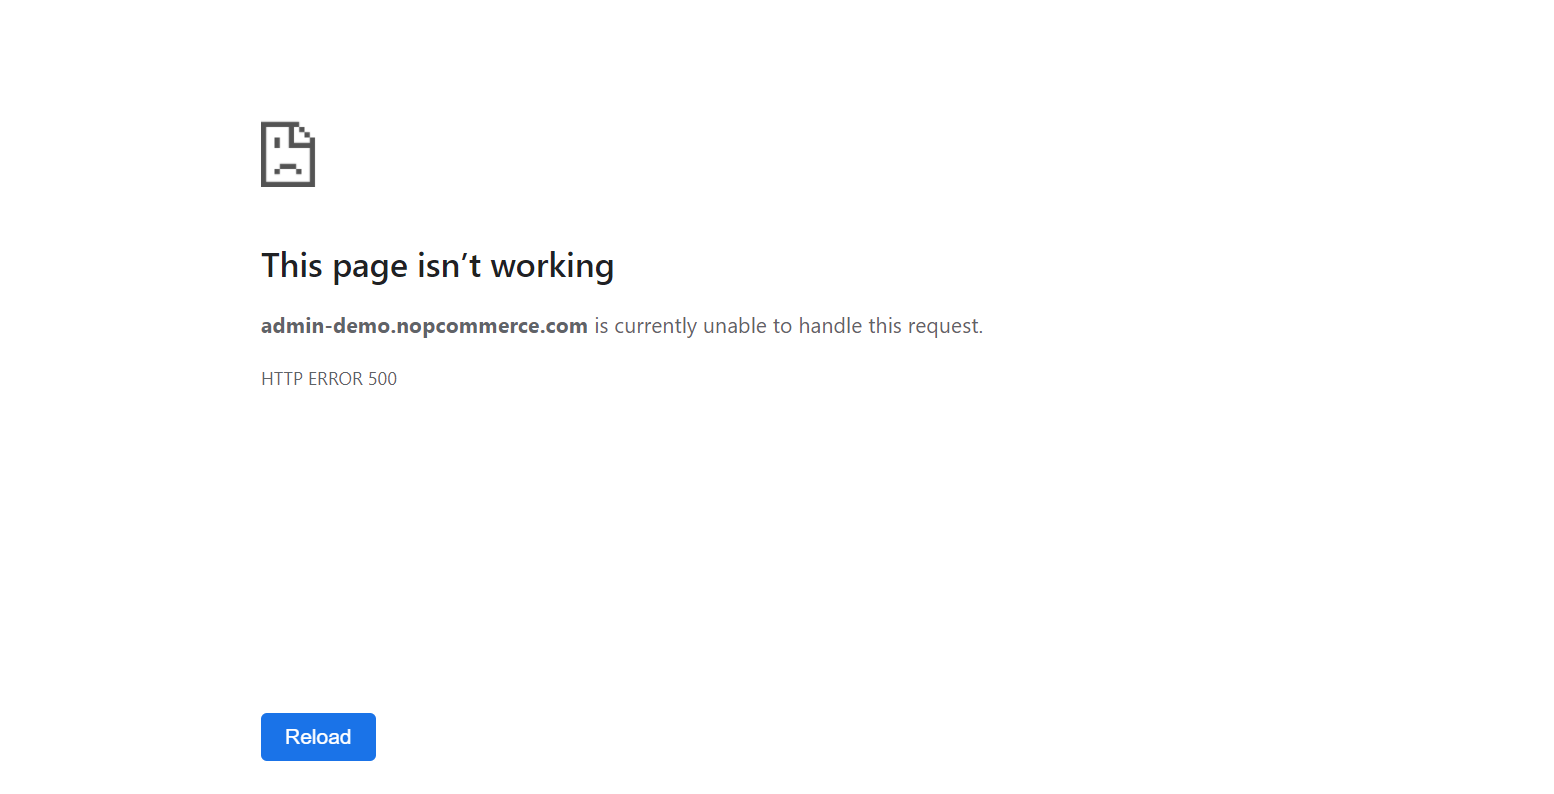 This page isn’t working
admin-demo.nopcommerce.com is currently unable to handle this request.
HTTP ERROR 500
Reload